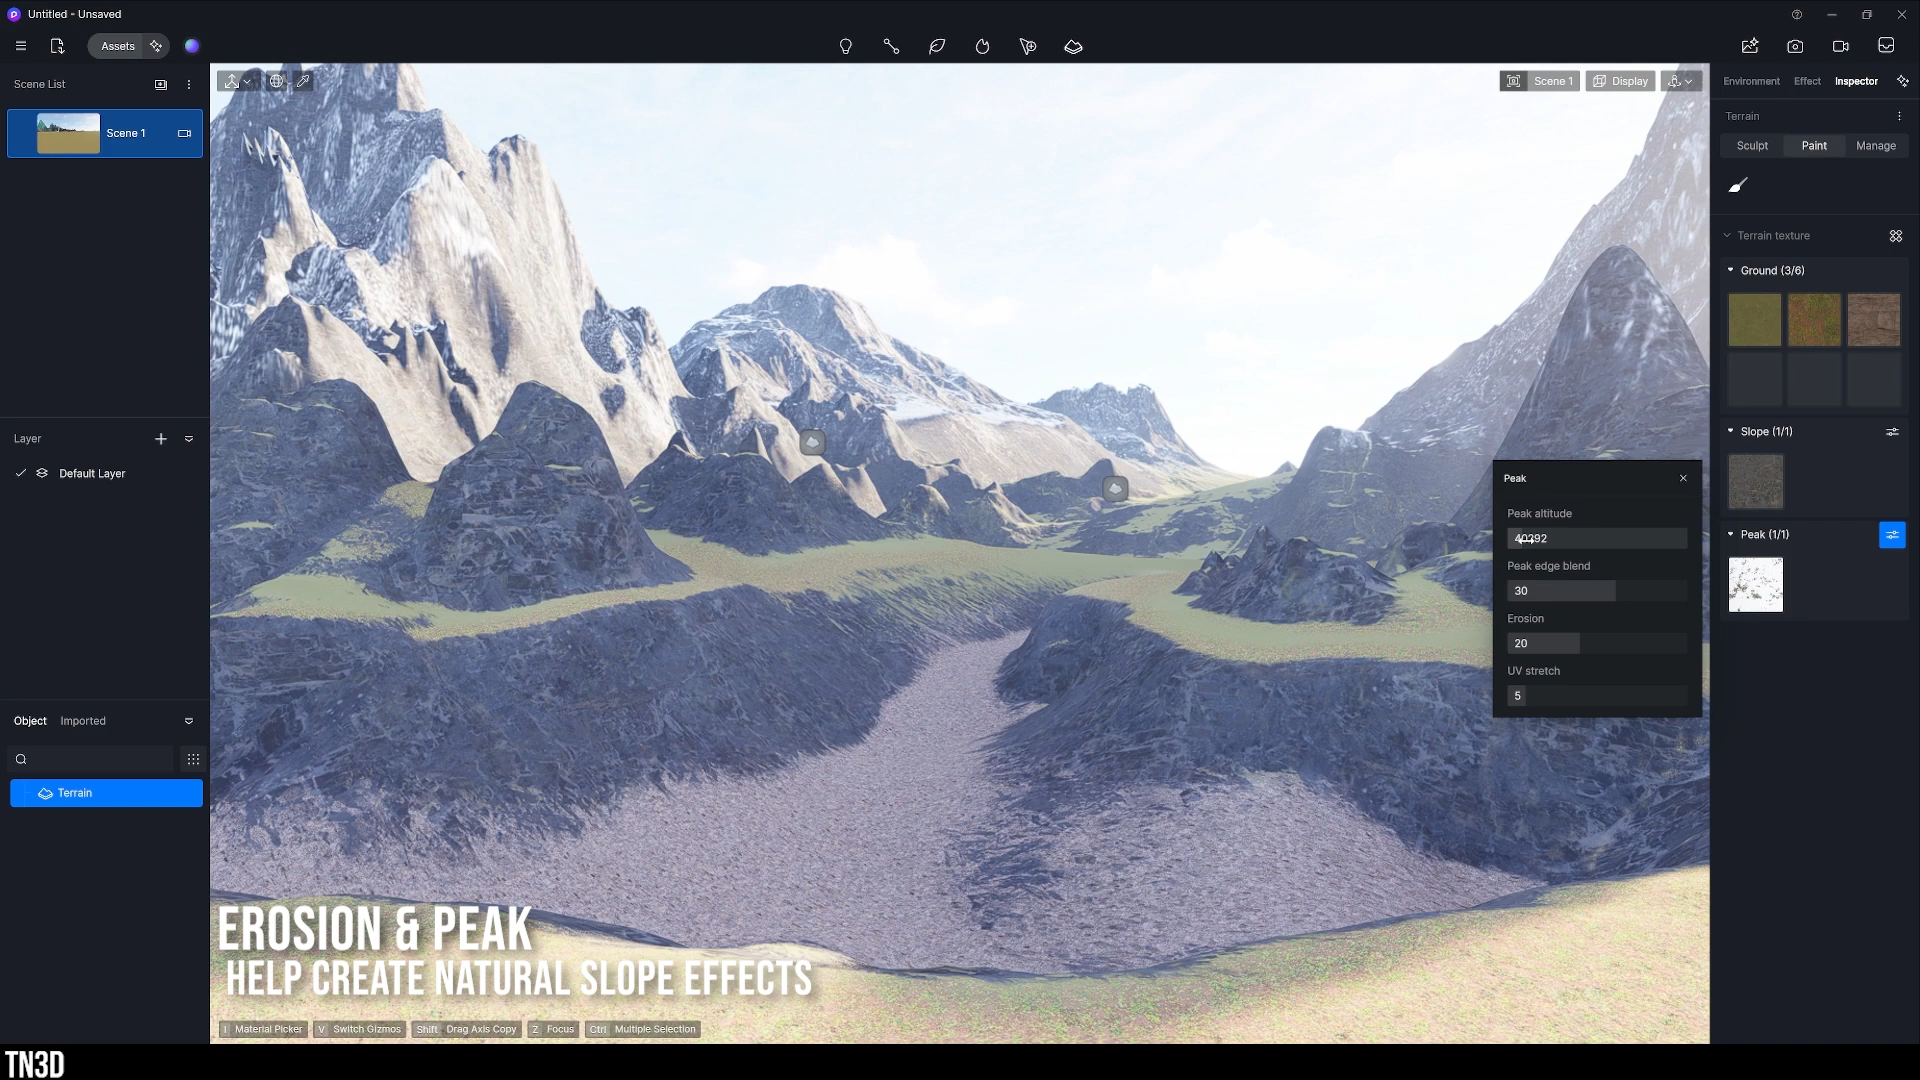 Untitled - Unsaved
Assets
Scene List
Scene 1
Layer
Default Layer
Object
Imported
Terrain
Scene 1
Display
Environment
Effect
Inspector
Terrain
Sculpt
Paint
Manage
Terrain texture
Ground (3/6)
Slope (1/1)
Peak (1/1)
Peak
Peak altitude
40292
Peak edge blend
30
Erosion
20
UV stretch
5
EROSION & PEAK
HELP CREATE NATURAL SLOPE EFFECTS
I Material Picker
V Switch Gizmos
Shift Drag Axis Copy
Z Focus
Ctrl Multiple Selection
TN3D